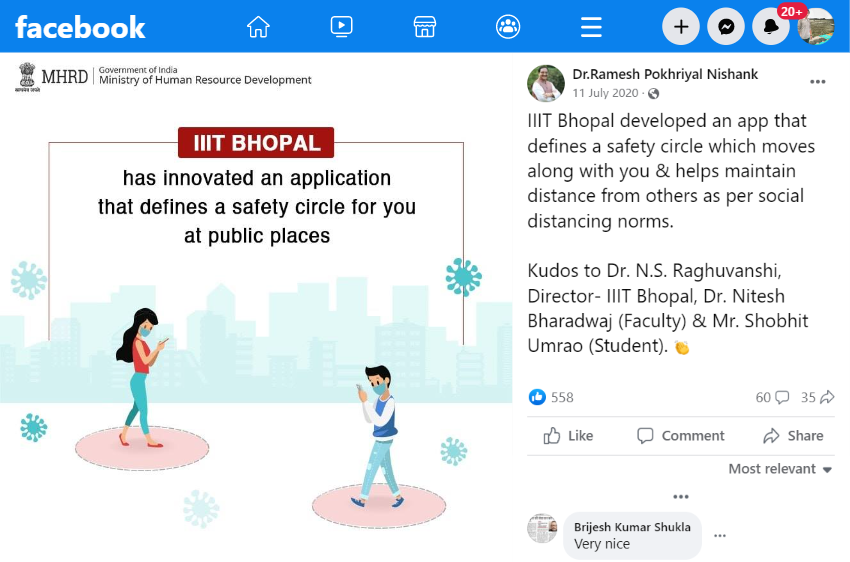 facebook
20+
MHRD
Government of India
Ministry of Human Resource Development
सत्यमेव जयते
IIIT BHOPAL
has innovated an application
that defines a safety circle for you
at public places
Dr.Ramesh Pokhriyal Nishank
11 July 2020 ·
IIIT Bhopal developed an app that
defines a safety circle which moves
along with you & helps maintain
distance from others as per social
distancing norms.
Kudos to Dr. N.S. Raghuvanshi,
Director- IIIT Bhopal, Dr. Nitesh
Bharadwaj (Faculty) & Mr. Shobhit
Umrao (Student). 👏
558
60 35
Like Comment Share
Most relevant
Brijesh Kumar Shukla
Very nice